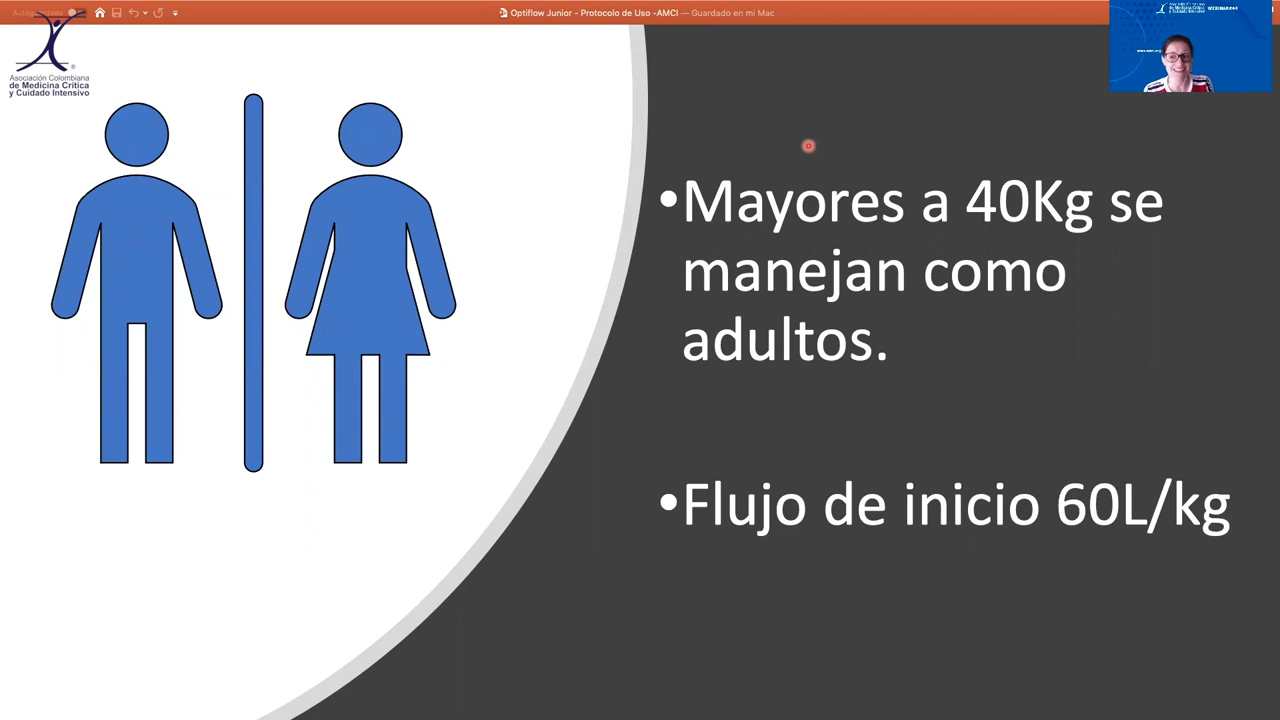 Optiflow Junior - Protocolo de Uso -AMCI — Guardado en mi Mac
Asociación Colombiana
de Medicina Crítica
y Cuidado Intensivo
•Mayores a 40Kg se
manejan como
adultos.
•Flujo de inicio 60L/kg